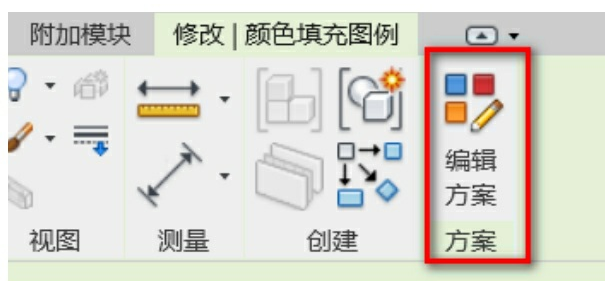 附加模块 修改 | 颜色填充图例
编辑
方案
视图 测量 创建 方案